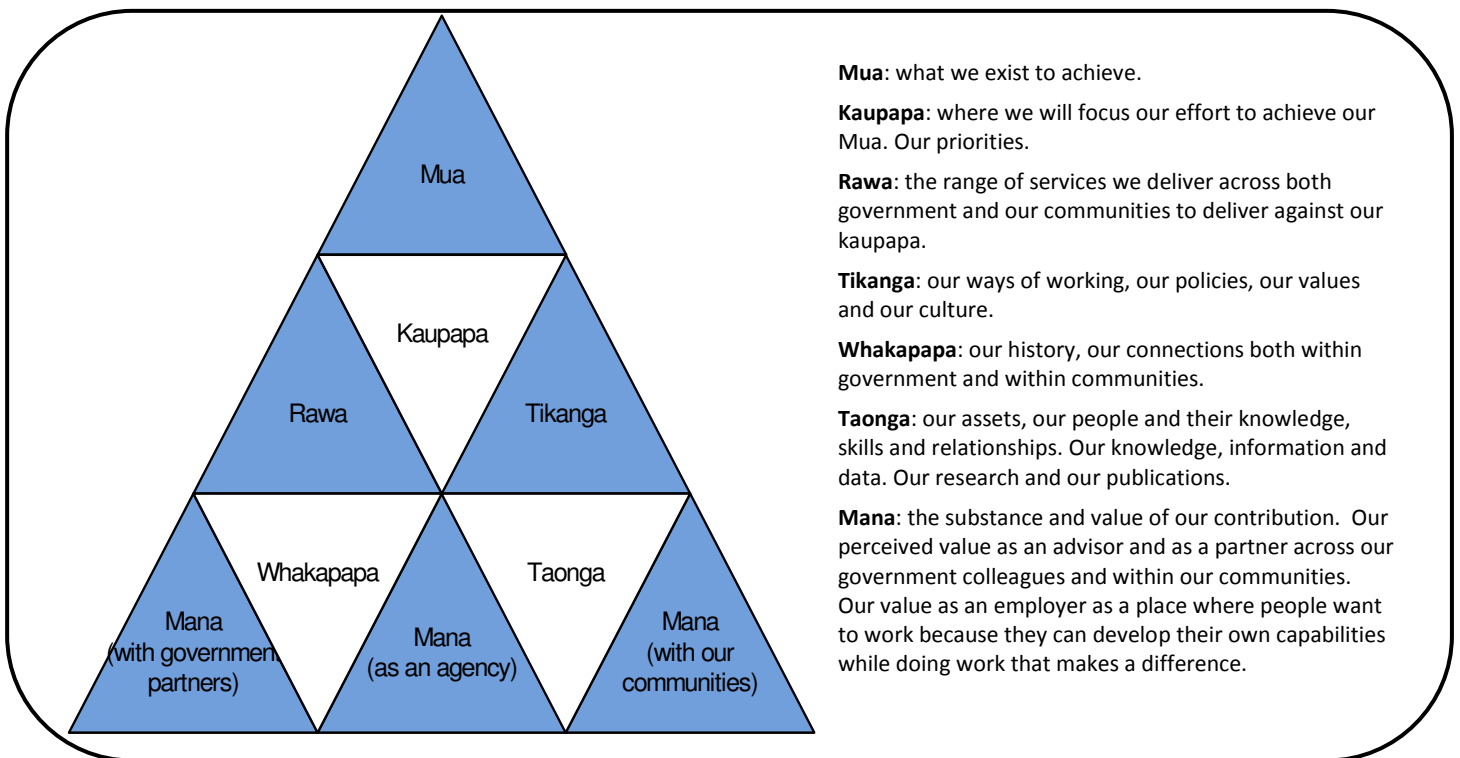 Mua
Kaupapa
Rawa
Tikanga
Whakapapa
Taonga
Mana
(with government
partners)
Mana
(as an agency)
Mana
(with our
communities)
Mua: what we exist to achieve.
Kaupapa: where we will focus our effort to achieve our
Mua. Our priorities.
Rawa: the range of services we deliver across both
government and our communities to deliver against our
kaupapa.
Tikanga: our ways of working, our policies, our values
and our culture.
Whakapapa: our history, our connections both within
government and within communities.
Taonga: our assets, our people and their knowledge,
skills and relationships. Our knowledge, information and
data. Our research and our publications.
Mana: the substance and value of our contribution. Our
perceived value as an advisor and as a partner across our
government colleagues and within our communities.
Our value as an employer as a place where people want
to work because they can develop their own capabilities
while doing work that makes a difference.